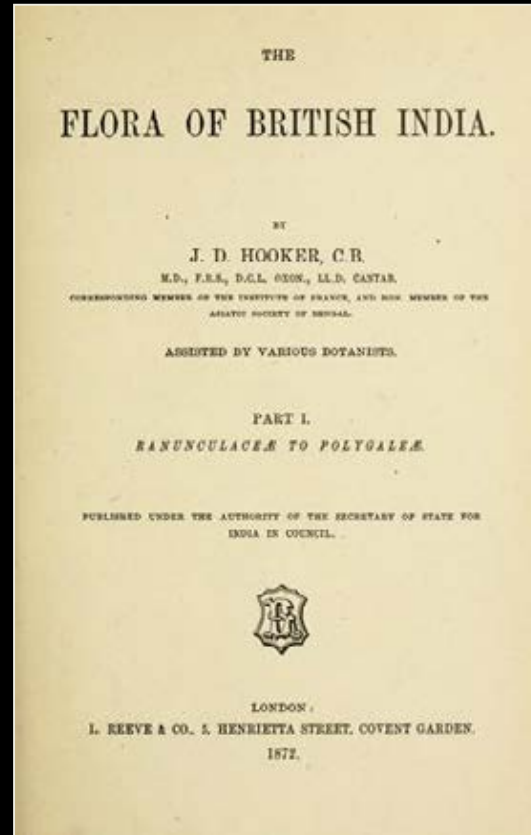 THE
FLORA OF BRITISH INDIA.
BY
J. D. HOOKER, C.B.
M.D., F.R.S., D.C.L. OXON., LL.D. CANTAB.
CORRESPONDING MEMBER OF THE INSTITUTE OF FRANCE, AND HON. MEMBER OF THE
ASIATIC SOCIETY OF BENGAL.
ASSISTED BY VARIOUS BOTANISTS.
PART I.
RANUNCULACEÆ TO POLYGALEÆ.
PUBLISHED UNDER THE AUTHORITY OF THE SECRETARY OF STATE FOR
INDIA IN COUNCIL.
LONDON:
L. REEVE & CO., 5, HENRIETTA STREET, COVENT GARDEN.
1872.